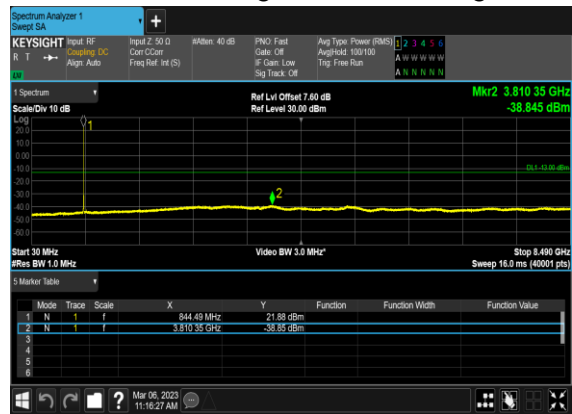 Spectrum Analyzer 1
Swept SA
+
KEYSIGHT Input: RF Input Z: 50 Ω #Atten: 40 dB PNO: Fast Avg Type: Power (RMS) 1 2 3 4 5 6
R T Coupling: DC Corr CCorr Gate: Off Avg|Hold: 100/100 A W W W W W
Align: Auto Freq Ref: Int (S) IF Gain: Low Trig: Free Run
LXI Sig Track: Off A N N N N N
1 Spectrum Ref Lvl Offset 7.60 dB Mkr2 3.810 35 GHz
Scale/Div 10 dB Ref Level 30.00 dBm -38.845 dBm
Log
1
20.0
10.0
0.00
-10.0 DL1 -13.00 dBm
-20.0
-30.0
2
-40.0
-50.0
-60.0
Start 30 MHz Video BW 3.0 MHz* Stop 8.490 GHz
#Res BW 1.0 MHz Sweep 16.0 ms (40001 pts)
5 Marker Table
Mode Trace Scale X Y Function Function Width Function Value
1 N 1 f 844.49 MHz 21.88 dBm
2 N 1 f 3.810 35 GHz -38.85 dBm
3
4
5
6
? Mar 06, 2023
11:16:27 AM